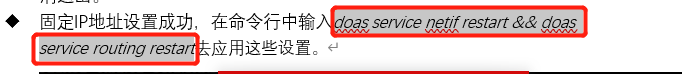 ◆ 固定IP地址设置成功，在命令行中输入doas service netif restart && doas
service routing restart去应用这些设置。↵